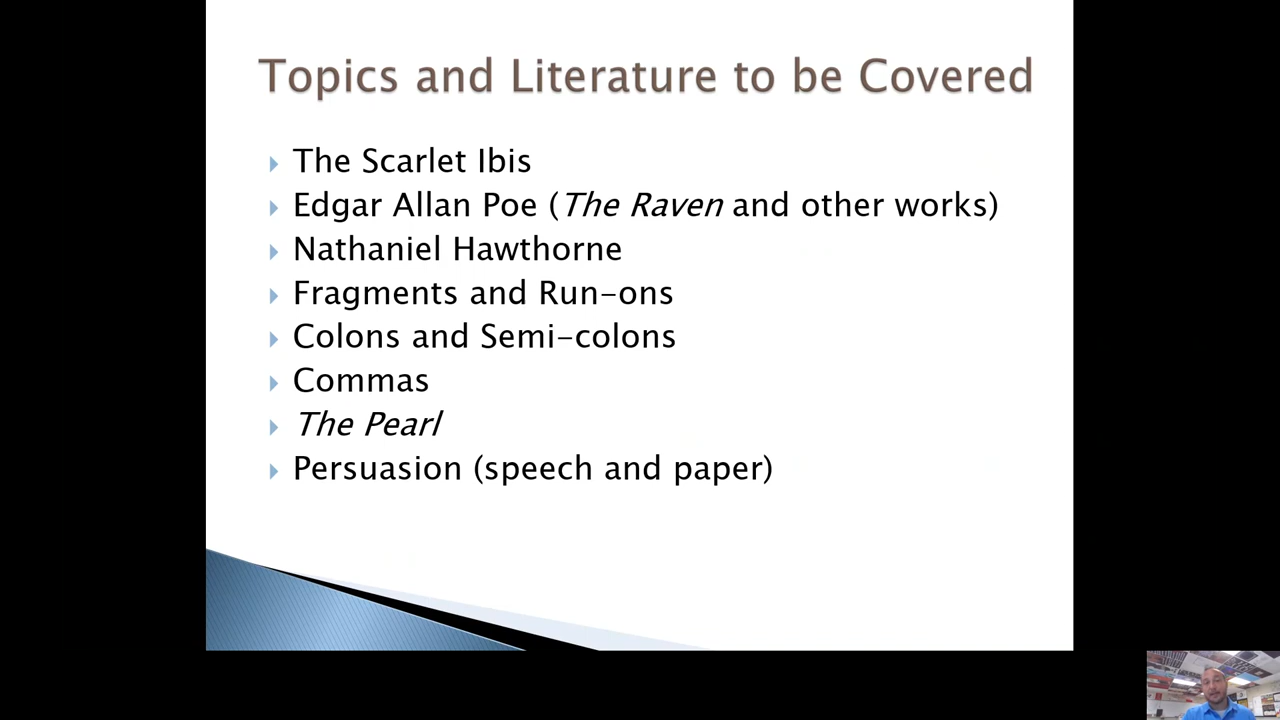 Topics and Literature to be Covered
The Scarlet Ibis
Edgar Allan Poe (The Raven and other works)
Nathaniel Hawthorne
Fragments and Run-ons
Colons and Semi-colons
Commas
The Pearl
Persuasion (speech and paper)